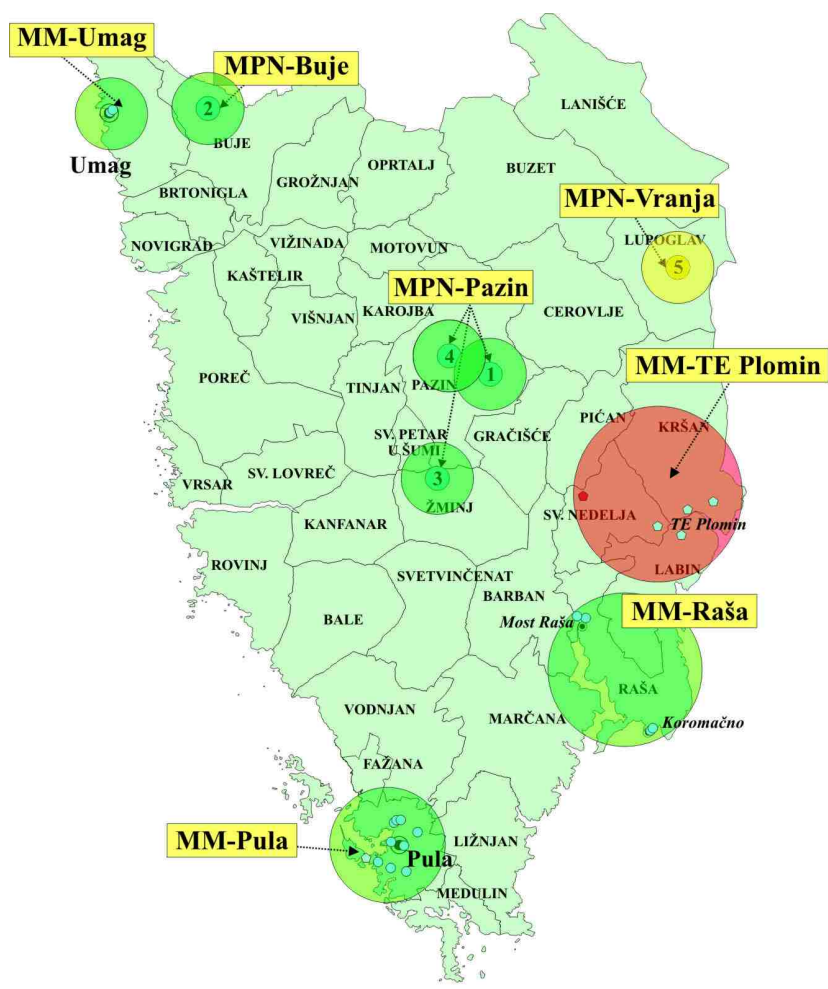 MM-Umag
MPN-Buje
LANIŠĆE
2
Umag
BUJE
OPRTALJ
BUZET
GROŽNJAN
BRTONIGLA
MPN-Vranja
NOVIGRAD
VIŽINADA
MOTOVUN
LUPOGLAV
5
KAŠTELIR
MPN-Pazin
KAROJBA
CEROVLJE
VIŠNJAN
4
1
MM-TE Plomin
POREČ
TINJAN
PAZIN
PIĆAN
KRŠAN
SV. PETAR
U ŠUMI
GRAČIŠĆE
SV. LOVREČ
3
VRSAR
ŽMINJ
SV. NEDELJA
TE Plomin
KANFANAR
ROVINJ
LABIN
SVETVINČENAT
BARBAN
MM-Raša
BALE
Most Raša
RAŠA
VODNJAN
MARČANA
Koromačno
FAŽANA
MM-Pula
Pula
LIŽNJAN
MEDULIN